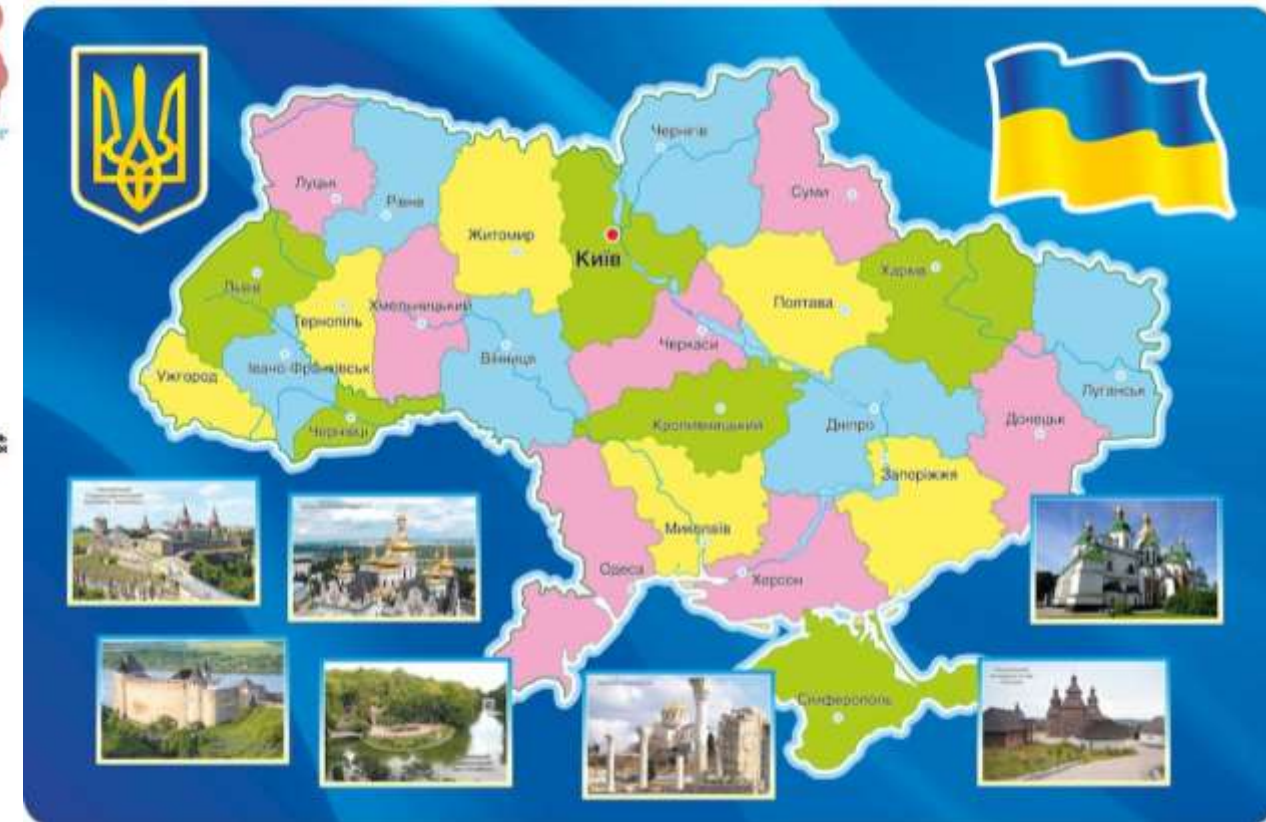 Чернігів
Луцьк
Суми
Рівне
Житомир
Київ
Харків
Львів
Хмельницький
Полтава
Тернопіль
Черкаси
Вінниця
Івано-Франківськ
Ужгород
Луганськ
Кропивницький
Дніпро
Донецьк
Чернівці
Запоріжжя
Миколаїв
Одеса
Херсон
Сімферополь